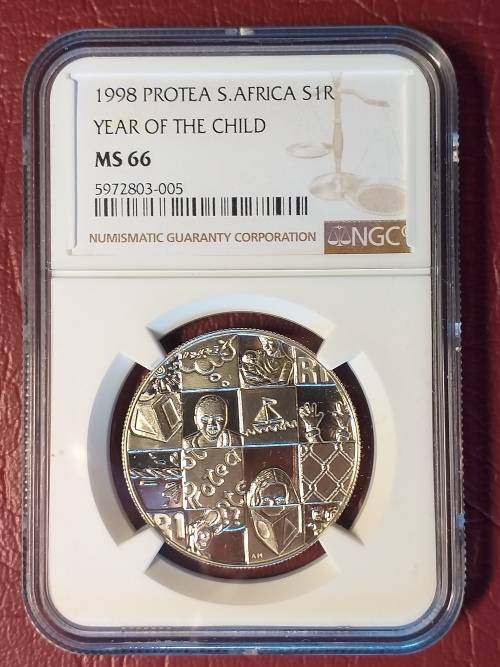 1998 PROTEA S.AFRICA S1R
YEAR OF THE CHILD
MS 66
5972803-005
NUMISMATIC GUARANTY CORPORATION NGC
R1
Protea
R1
AH